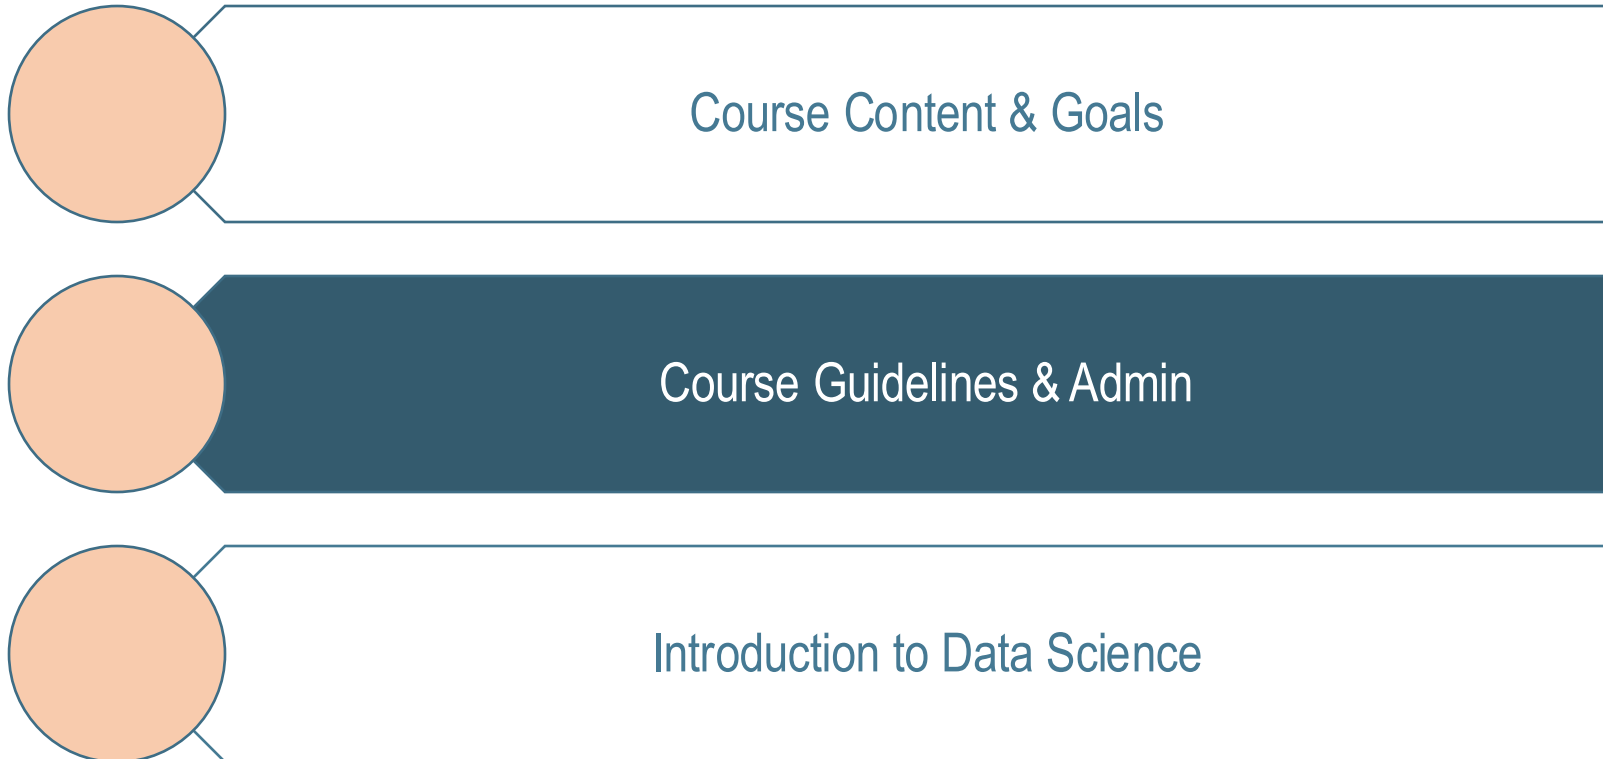 Course Content & Goals
Course Guidelines & Admin
Introduction to Data Science